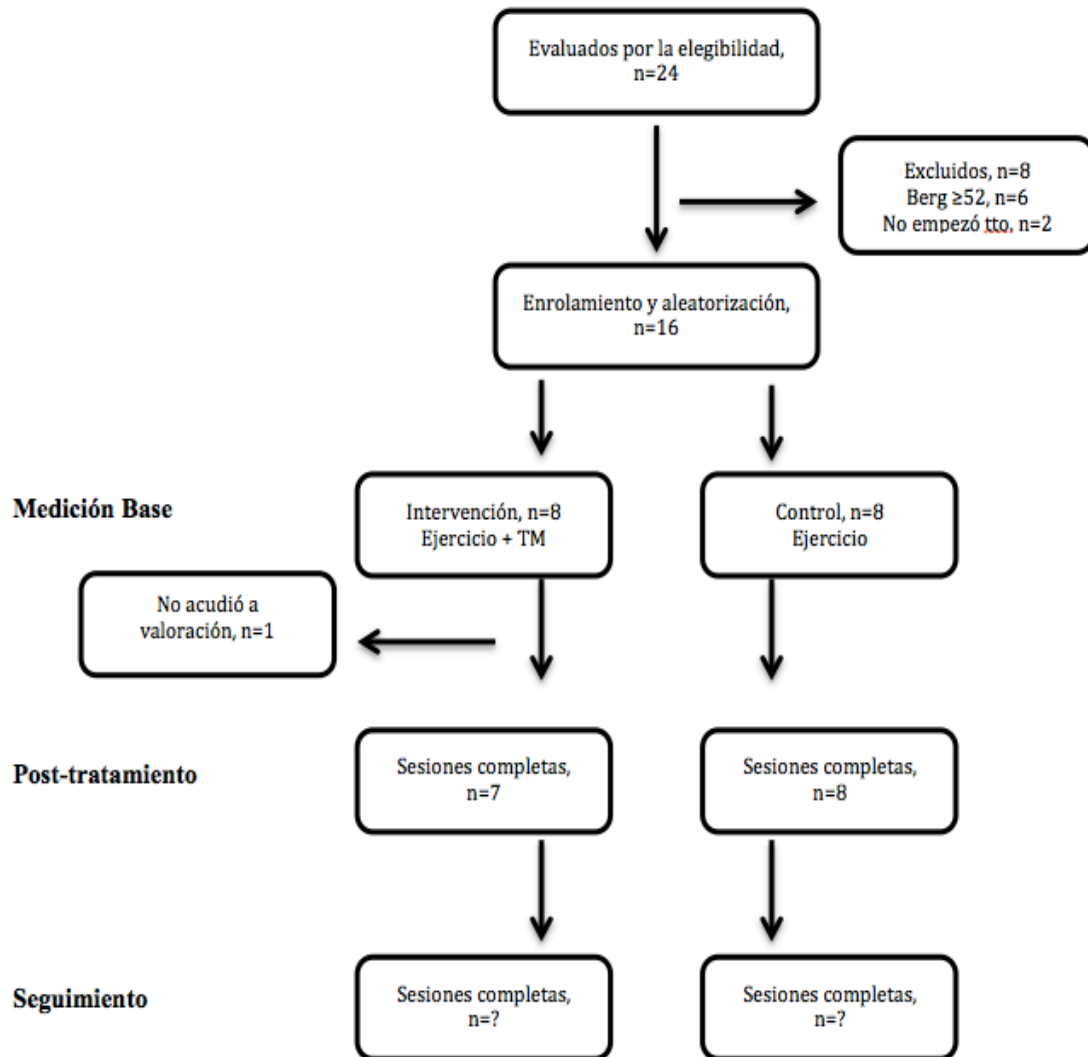 Evaluados por la elegibilidad,
n=24
Excluidos, n=8
Berg ≥52, n=6
No empezó tto, n=2
Enrolamiento y aleatorización,
n=16
Medición Base
Intervención, n=8
Ejercicio + TM
Control, n=8
Ejercicio
No acudió a
valoración, n=1
Post-tratamiento
Sesiones completas,
n=7
Sesiones completas,
n=8
Seguimiento
Sesiones completas,
n=?
Sesiones completas,
n=?